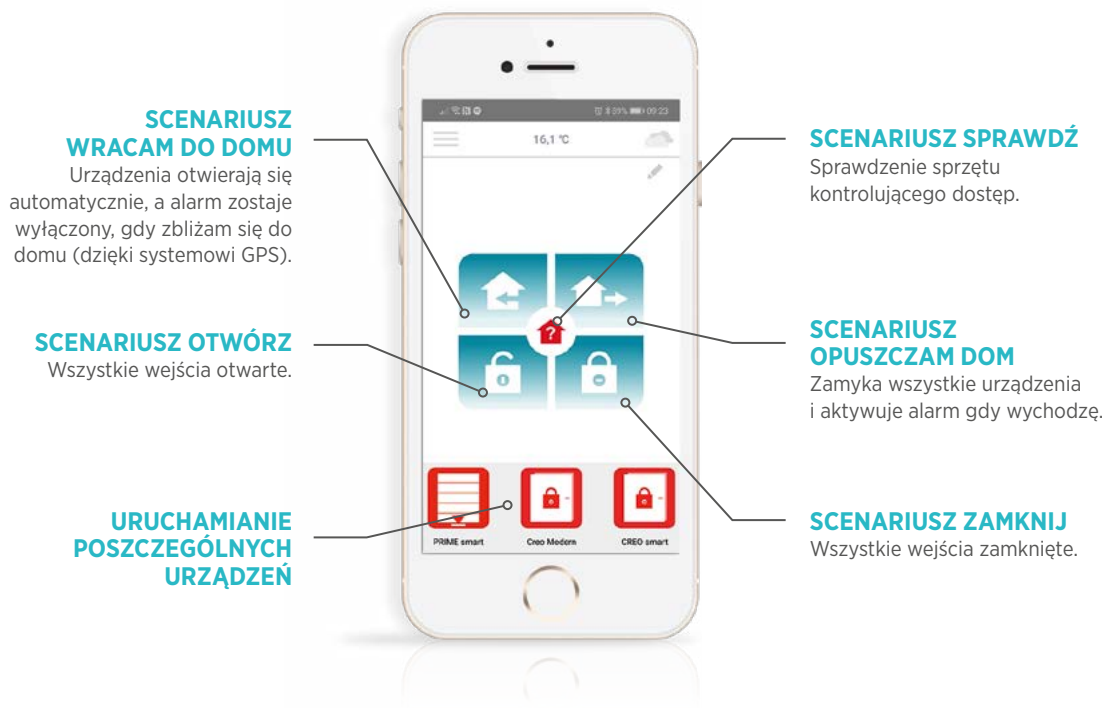 SCENARIUSZ
WRACAM DO DOMU
Urządzenia otwierają się
automatycznie, a alarm zostaje
wyłączony, gdy zbliżam się do
domu (dzięki systemowi GPS).
SCENARIUSZ OTWÓRZ
Wszystkie wejścia otwarte.
URUCHAMIANIE
POSZCZEGÓLNYCH
URZĄDZEŃ
09:23
16,1 °C
?
PRIME smart
Creo Modern
CREO smart
SCENARIUSZ SPRAWDŹ
Sprawdzenie sprzętu
kontrolującego dostęp.
SCENARIUSZ
OPUSZCZAM DOM
Zamyka wszystkie urządzenia
i aktywuje alarm gdy wychodzę.
SCENARIUSZ ZAMKNIJ
Wszystkie wejścia zamknięte.